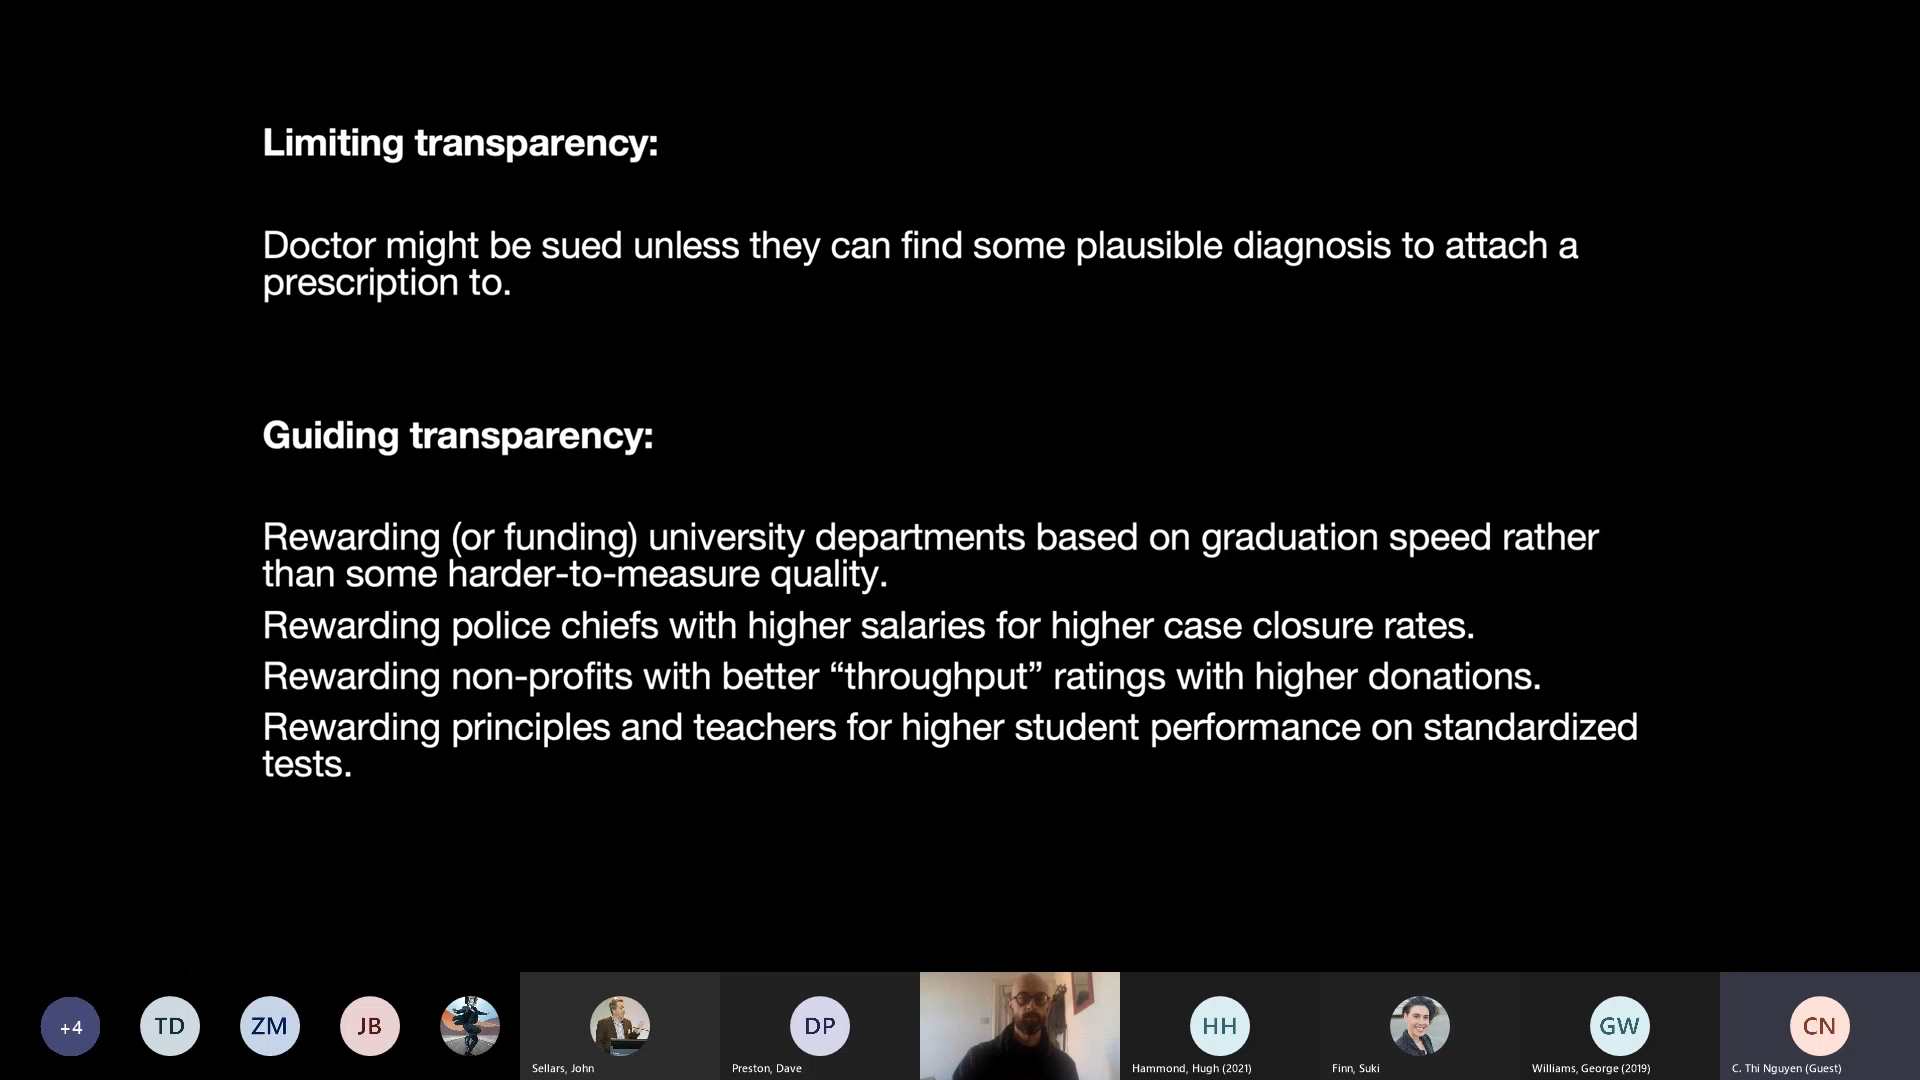 Limiting transparency:
Doctor might be sued unless they can find some plausible diagnosis to attach a
prescription to.
Guiding transparency:
Rewarding (or funding) university departments based on graduation speed rather
than some harder-to-measure quality.
Rewarding police chiefs with higher salaries for higher case closure rates.
Rewarding non-profits with better “throughput” ratings with higher donations.
Rewarding principles and teachers for higher student performance on standardized
tests.
+4
TD
ZM
JB
DP
HH
GW
CN
Sellars, John
Preston, Dave
Hammond, Hugh (2021)
Finn, Suki
Williams, George (2019)
C. Thi Nguyen (Guest)